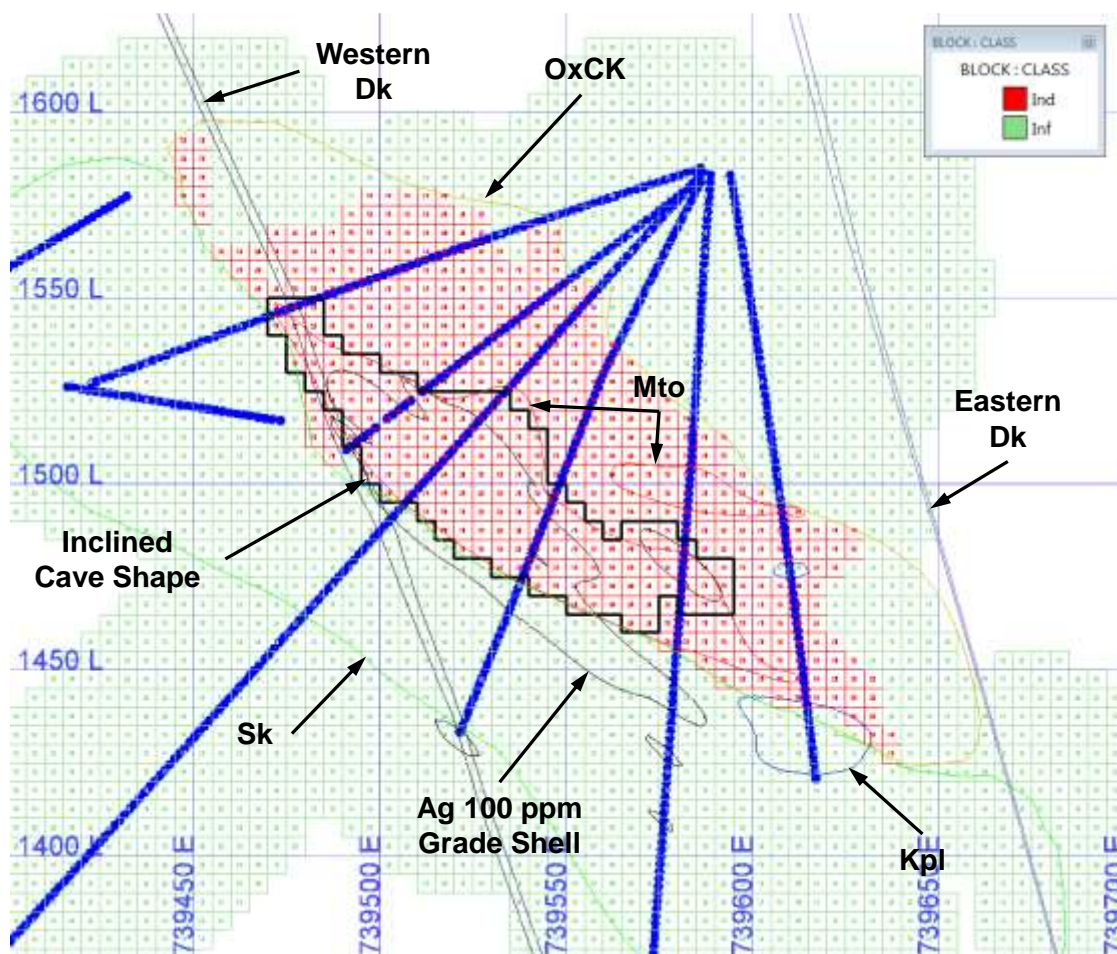 Western
Dk
OxCK
BLOCK : CLASS
BLOCK : CLASS
Ind
Inf
1600 L
1550 L
Mto
Eastern
Dk
1500 L
Inclined
Cave Shape
1450 L
Sk
Ag 100 ppm
Grade Shell
Kpl
1400 L
739450 E
739500 E
739550 E
739600 E
739650 E
739700 E